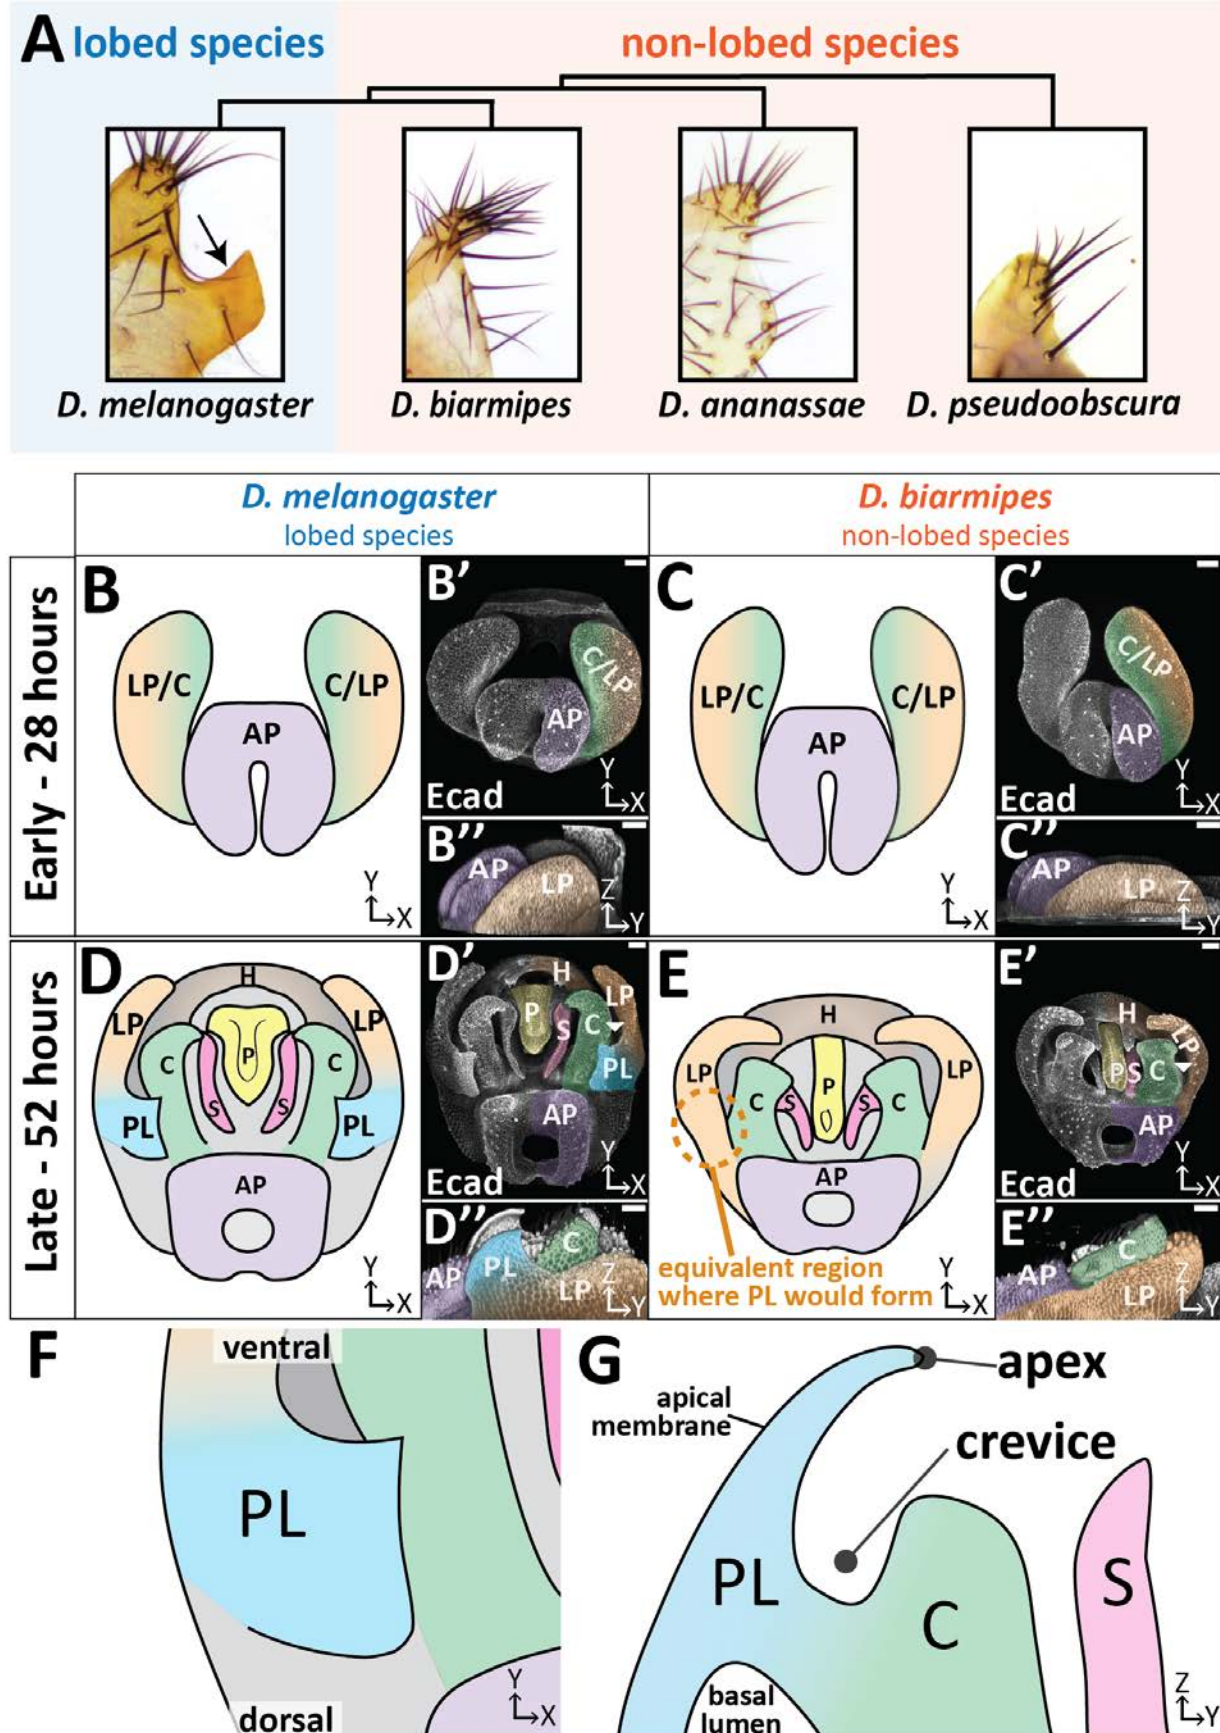 A lobed species
non-lobed species
D. melanogaster
D. biarmipes
D. ananassae
D. pseudoobscura
D. melanogaster
lobed species
D. biarmipes
non-lobed species
Early - 28 hours
B
LP/C
C/LP
AP
Y
X
B’
C/LP
AP
Ecad
Y
X
B’’
AP
LP
Z
Y
C
LP/C
C/LP
AP
Y
X
C’
C/LP
AP
Ecad
Y
X
C’’
AP
LP
Z
Y
Late - 52 hours
D
H
LP
LP
P
C
C
S
S
PL
PL
AP
Y
X
D’
H
LP
P
S
C
PL
AP
Ecad
Y
X
D’’
C
PL
AP
LP
Z
Y
E
H
LP
LP
P
C
S
S
C
AP
equivalent region
where PL would form
Y
X
E’
H
LP
P
S
C
AP
Ecad
Y
X
E’’
C
AP
LP
Z
Y
F
ventral
PL
dorsal
Y
X
G
apex
apical
membrane
crevice
PL
C
S
basal
lumen
Z
Y